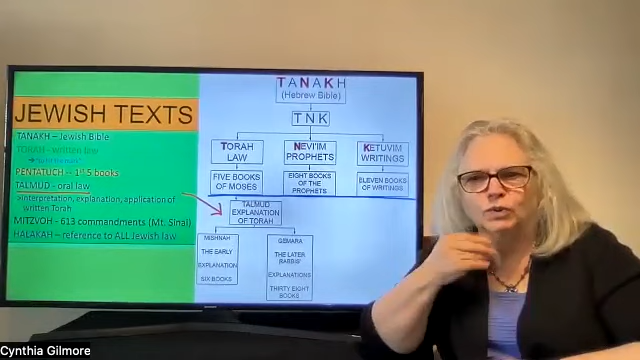 JEWISH TEXTS
TANAKH – Jewish Bible
TORAH – written law
PENTATUCH – 1st 5 books
TALMUD - oral law
>Interpretation, explanation, application of
written Torah
MITZVOH - 613 commandments (Mt. Sinai)
HALAKAH – reference to ALL Jewish law
TANAKH
(Hebrew Bible)
TNK
TORAH
LAW
NEVI'IM
PROPHETS
KETUVIM
WRITINGS
FIVE BOOKS
OF MOSES
EIGHT BOOKS
OF THE
PROPHETS
ELEVEN BOOKS
OF WRITINGS
TALMUD
EXPLANATION
OF TORAH
MISHNAH
THE EARLY
EXPLANATION
SIX BOOKS
GEMARA
THE LATER
RABBIS'
EXPLANATIONS
THIRTY EIGHT
BOOKS
Cynthia Gilmore